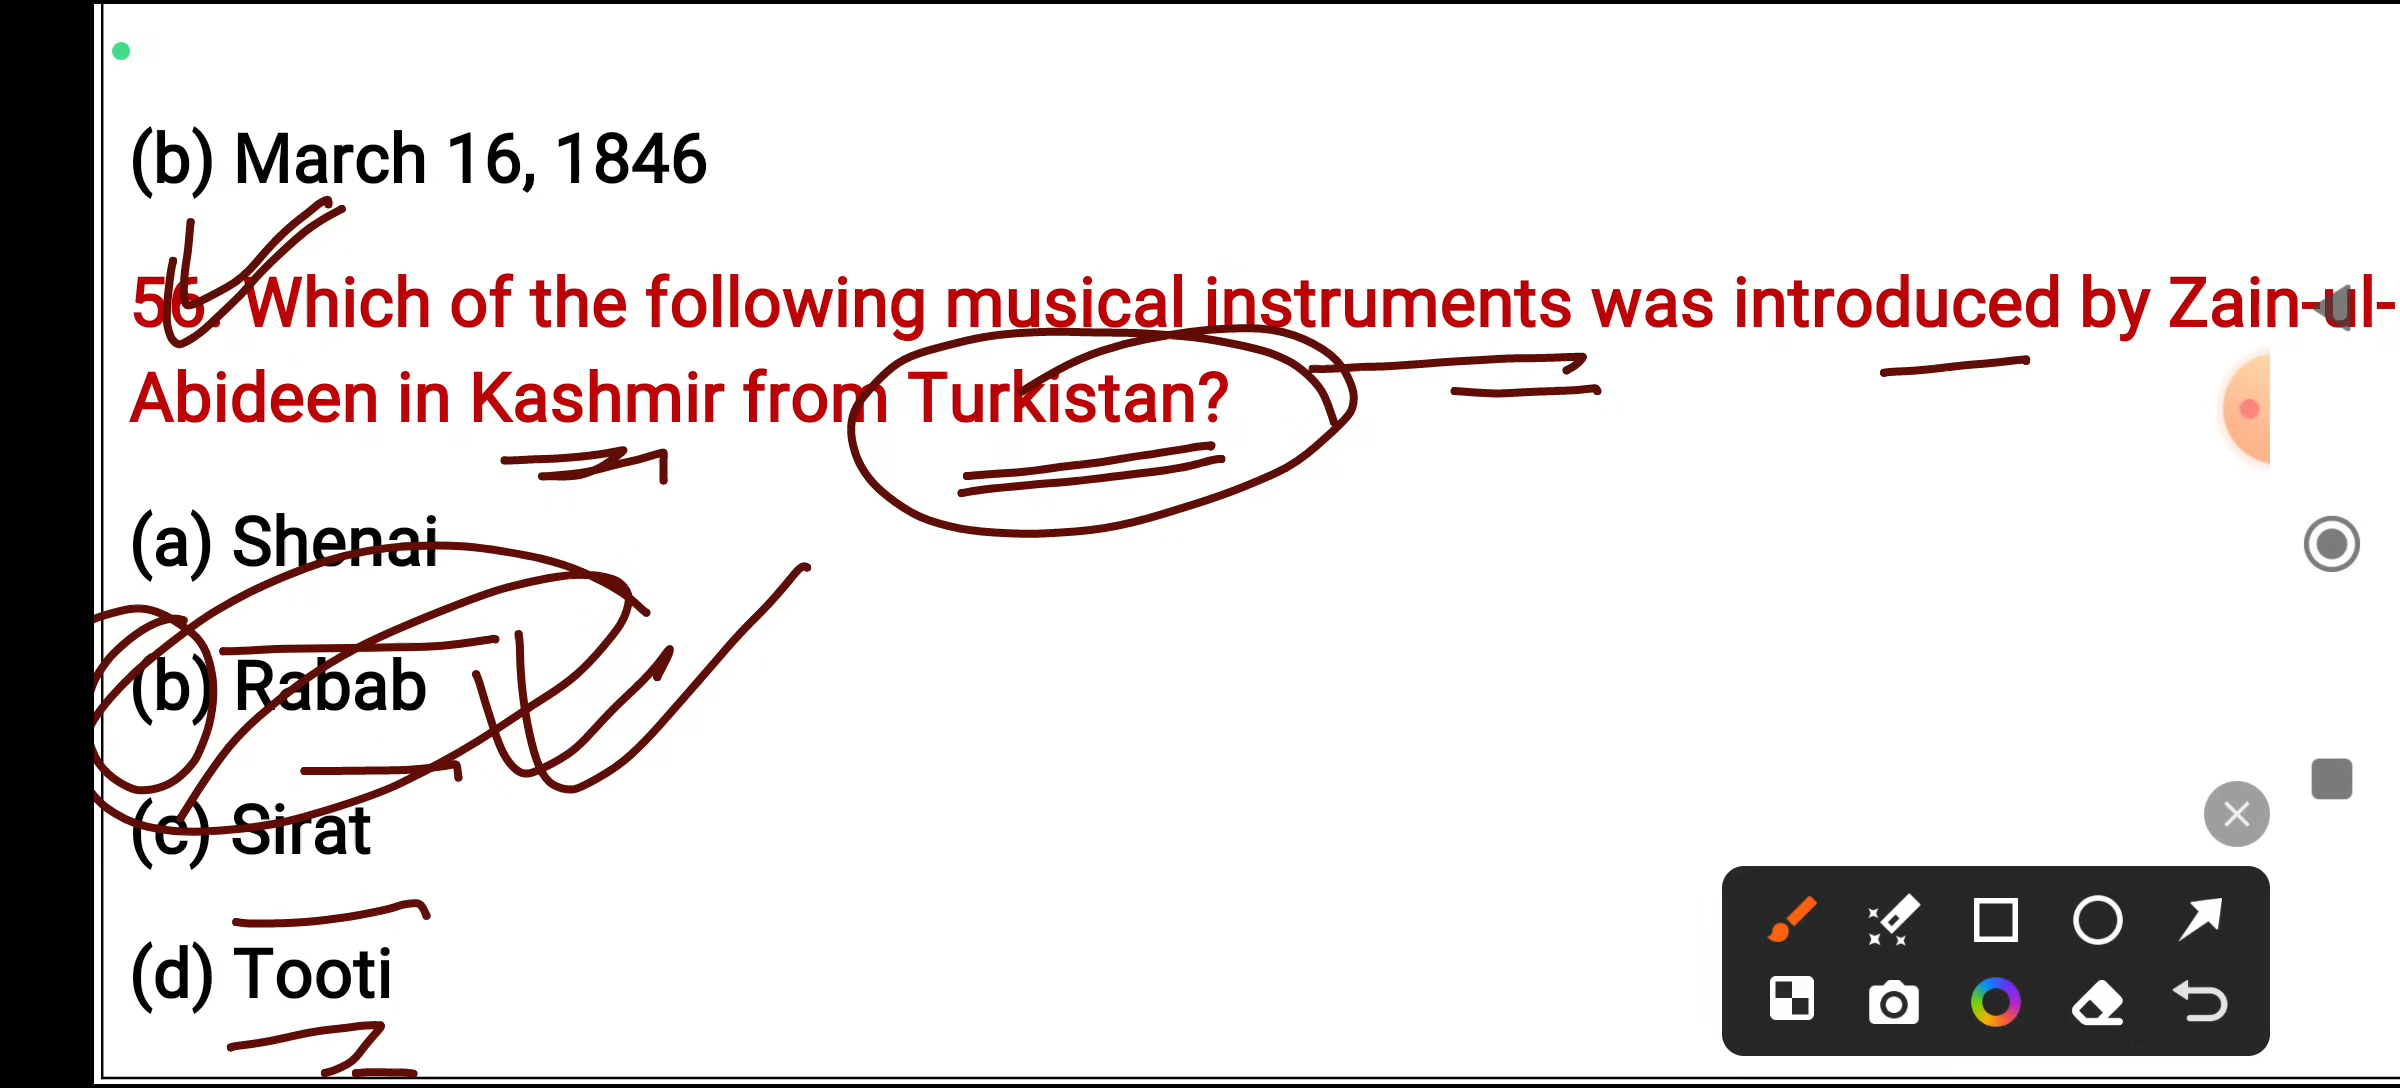 (b) March 16, 1846
56. Which of the following musical instruments was introduced by Zain-ul-
Abideen in Kashmir from Turkistan?
(a) Shenai
(b) Rabab
(c) Sirat
(d) Tooti